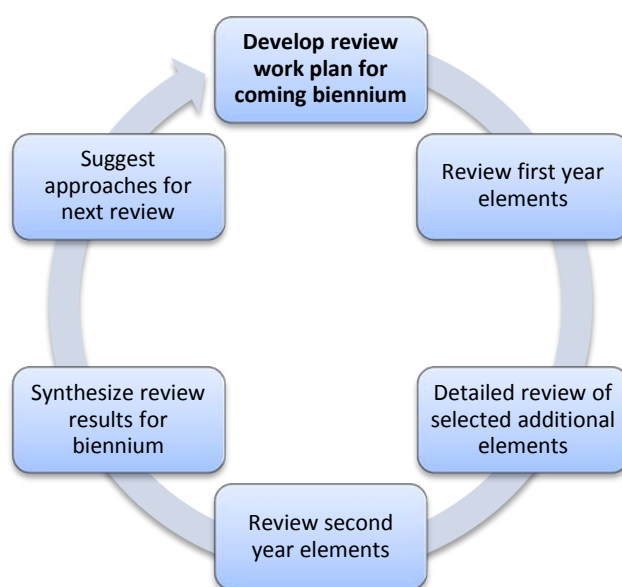 Develop review
work plan for
coming biennium
Review first year
elements
Detailed review of
selected additional
elements
Review second
year elements
Synthesize review
results for
biennium
Suggest
approaches for
next review